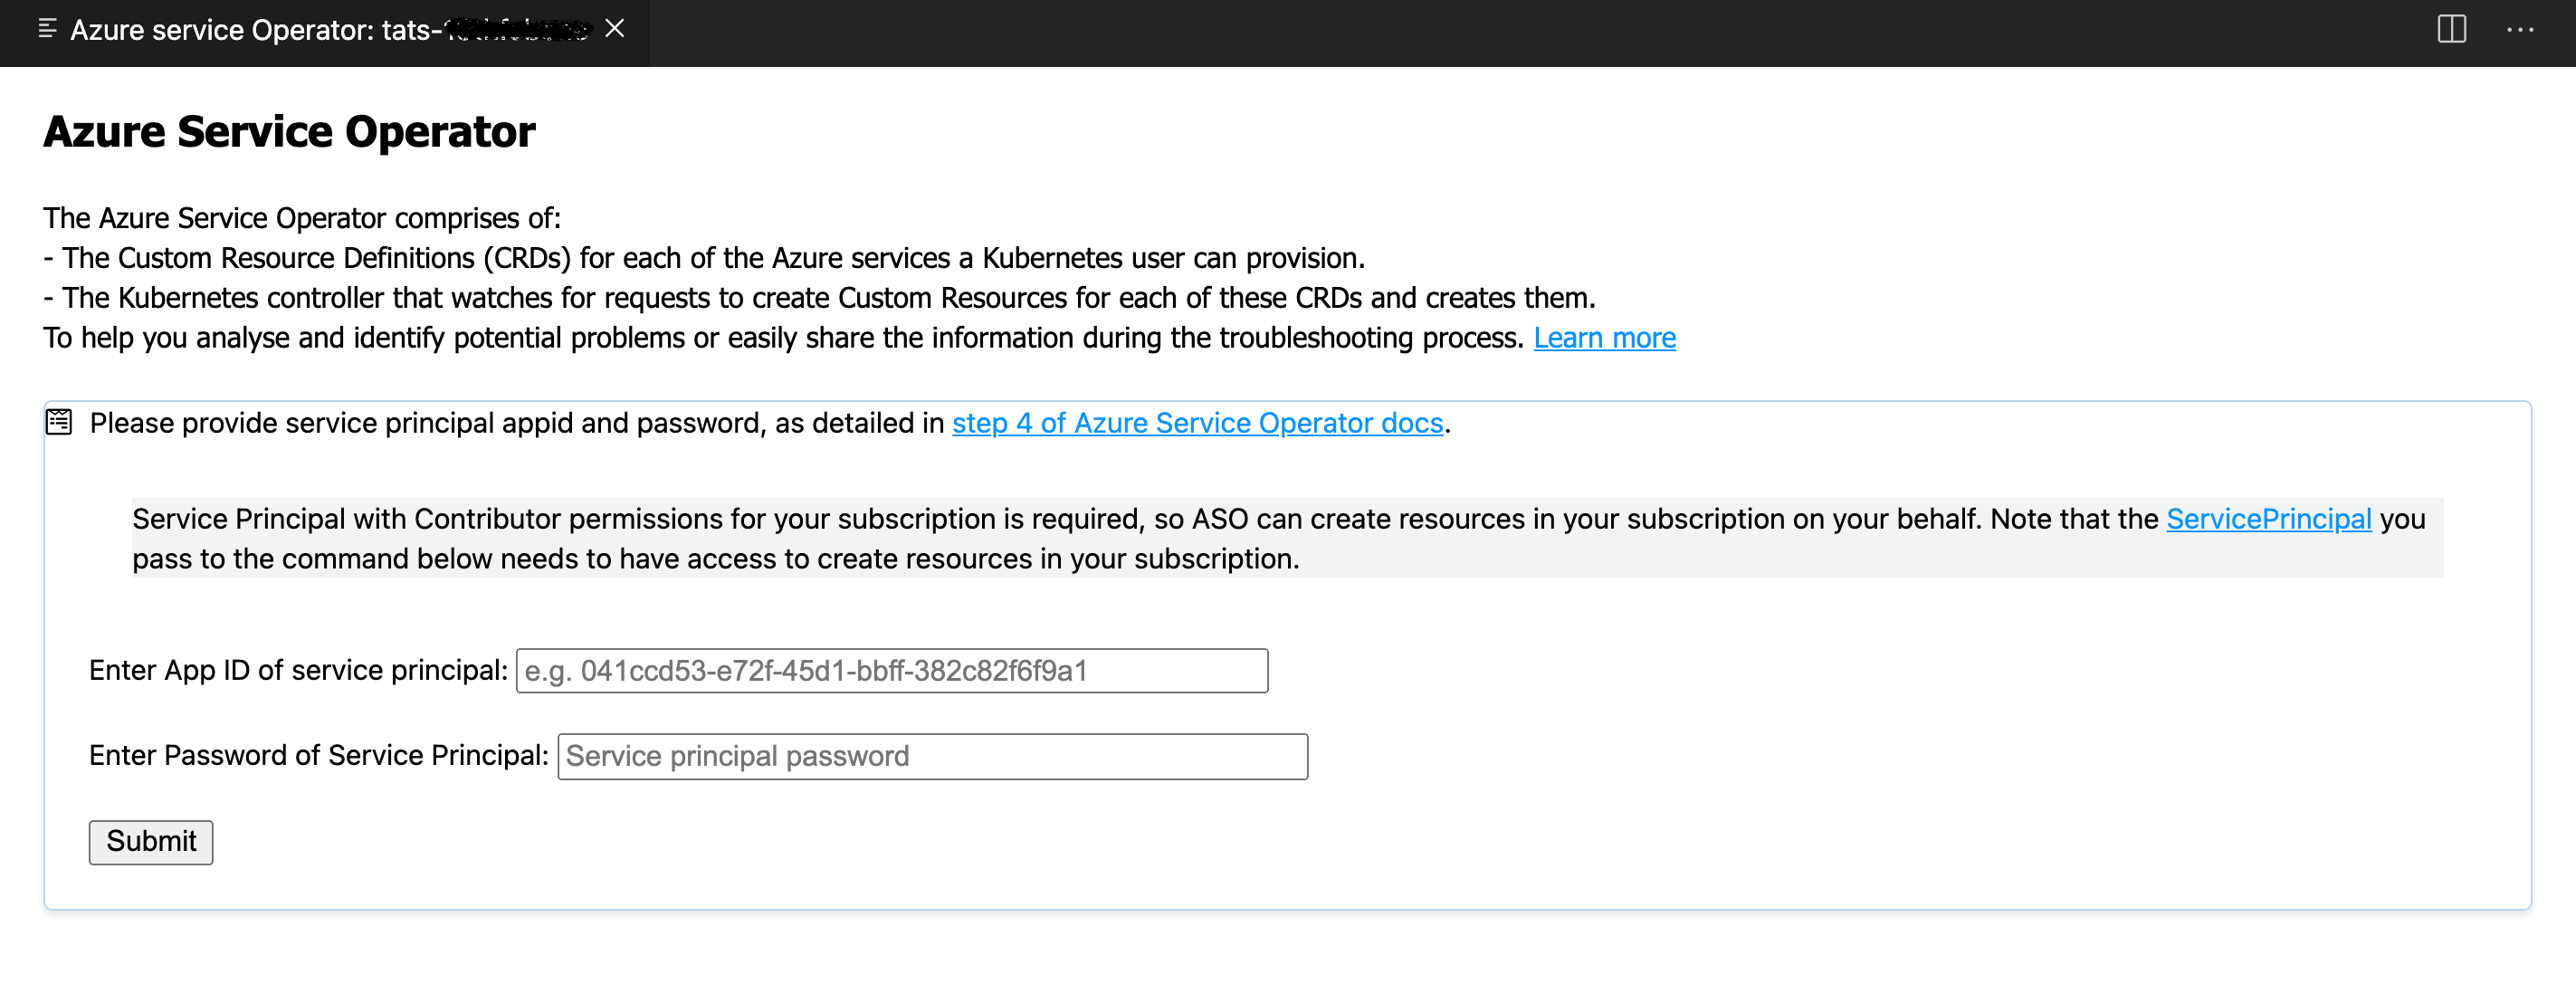 Azure service Operator: tats-
Azure Service Operator
The Azure Service Operator comprises of:
- The Custom Resource Definitions (CRDs) for each of the Azure services a Kubernetes user can provision.
- The Kubernetes controller that watches for requests to create Custom Resources for each of these CRDs and creates them.
To help you analyse and identify potential problems or easily share the information during the troubleshooting process. Learn more
Please provide service principal appid and password, as detailed in step 4 of Azure Service Operator docs.
Service Principal with Contributor permissions for your subscription is required, so ASO can create resources in your subscription on your behalf. Note that the ServicePrincipal you
pass to the command below needs to have access to create resources in your subscription.
Enter App ID of service principal: e.g. 041ccd53-e72f-45d1-bbff-382c82f6f9a1
Enter Password of Service Principal: Service principal password
Submit